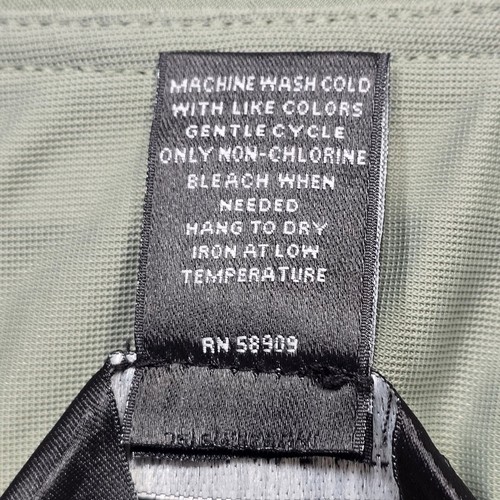 MACHINE WASH COLD
WITH LIKE COLORS
GENTLE CYCLE
ONLY NON-CHLORINE
BLEACH WHEN
NEEDED
HANG TO DRY
IRON AT LOW
TEMPERATURE
RN 58909